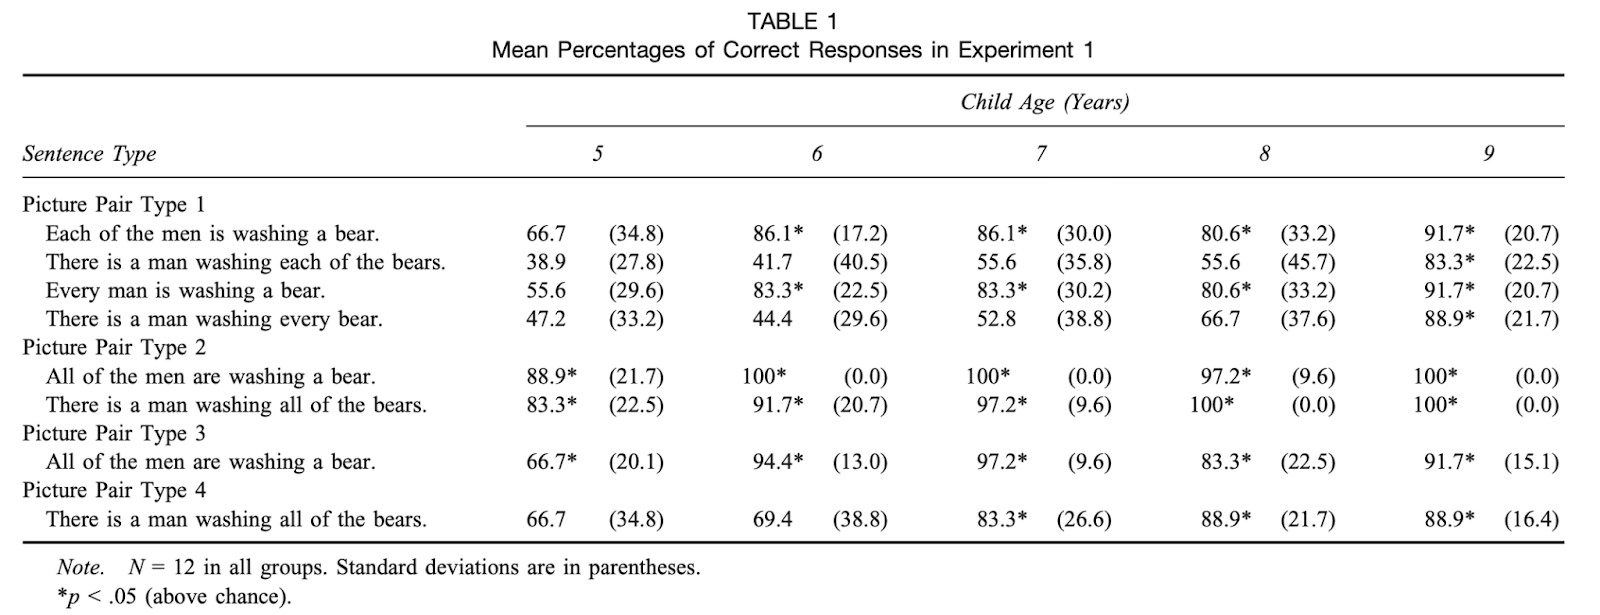 TABLE 1
Mean Percentages of Correct Responses in Experiment 1
Child Age (Years)
Sentence Type 5 6 7 8 9
Picture Pair Type 1
Each of the men is washing a bear. 66.7 (34.8) 86.1* (17.2) 86.1* (30.0) 80.6* (33.2) 91.7* (20.7)
There is a man washing each of the bears. 38.9 (27.8) 41.7 (40.5) 55.6 (35.8) 55.6 (45.7) 83.3* (22.5)
Every man is washing a bear. 55.6 (29.6) 83.3* (22.5) 83.3* (30.2) 80.6* (33.2) 91.7* (20.7)
There is a man washing every bear. 47.2 (33.2) 44.4 (29.6) 52.8 (38.8) 66.7 (37.6) 88.9* (21.7)
Picture Pair Type 2
All of the men are washing a bear. 88.9* (21.7) 100* (0.0) 100* (0.0) 97.2* (9.6) 100* (0.0)
There is a man washing all of the bears. 83.3* (22.5) 91.7* (20.7) 97.2* (9.6) 100* (0.0) 100* (0.0)
Picture Pair Type 3
All of the men are washing a bear. 66.7* (20.1) 94.4* (13.0) 97.2* (9.6) 83.3* (22.5) 91.7* (15.1)
Picture Pair Type 4
There is a man washing all of the bears. 66.7 (34.8) 69.4 (38.8) 83.3* (26.6) 88.9* (21.7) 88.9* (16.4)
Note. N = 12 in all groups. Standard deviations are in parentheses.
*p < .05 (above chance).